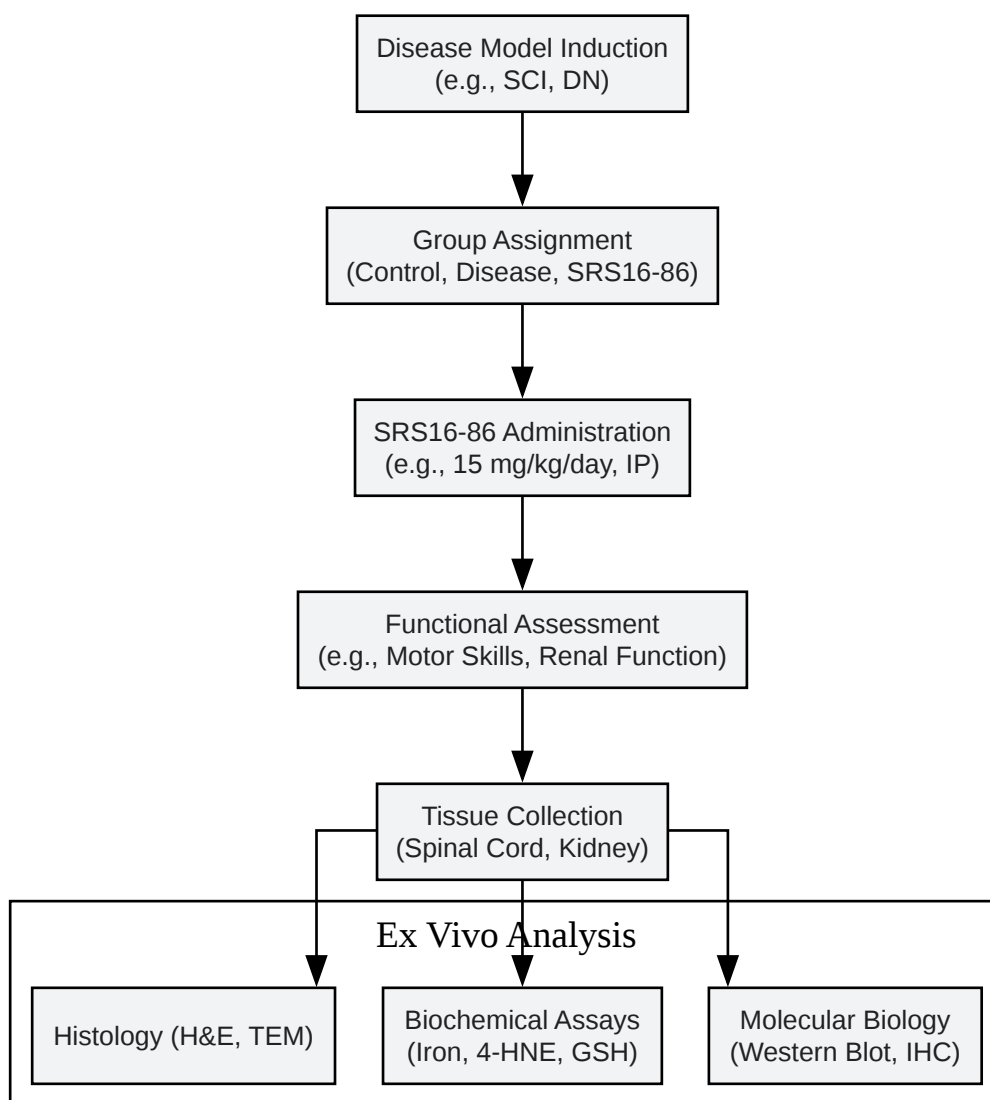 Disease Model Induction
(e.g., SCI, DN)
Group Assignment
(Control, Disease, SRS16-86)
SRS16-86 Administration
(e.g., 15 mg/kg/day, IP)
Functional Assessment
(e.g., Motor Skills, Renal Function)
Tissue Collection
(Spinal Cord, Kidney)
Ex Vivo Analysis
Histology (H&E, TEM)
Biochemical Assays
(Iron, 4-HNE, GSH)
Molecular Biology
(Western Blot, IHC)